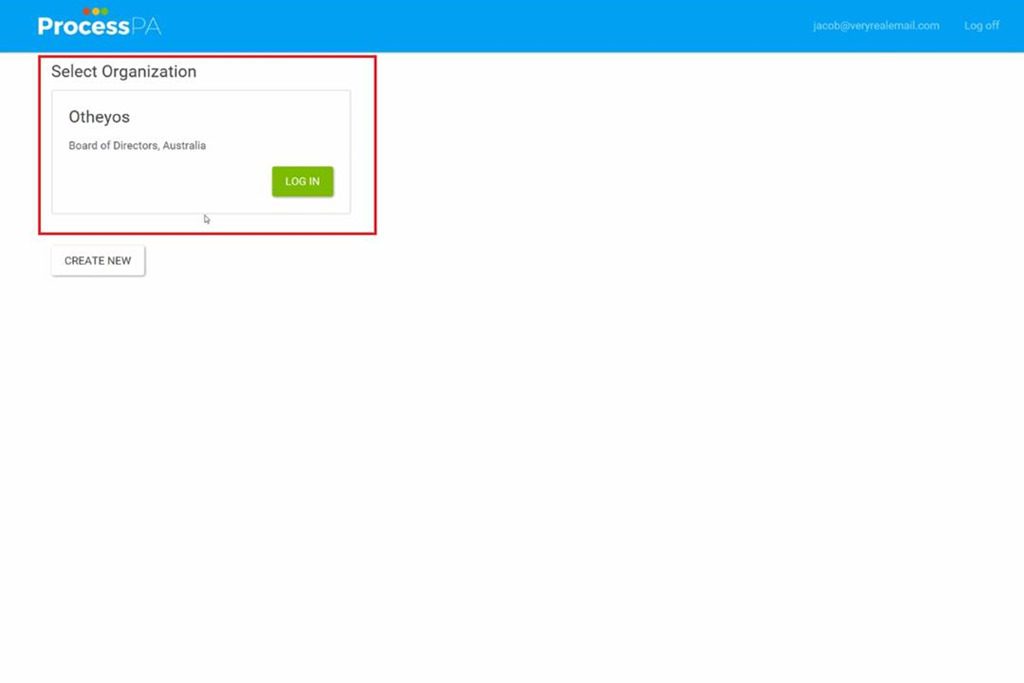 ProcessPA
jacob@veryrealemail.com Log off
Select Organization
Otheyos
Board of Directors, Australia
LOG IN
CREATE NEW